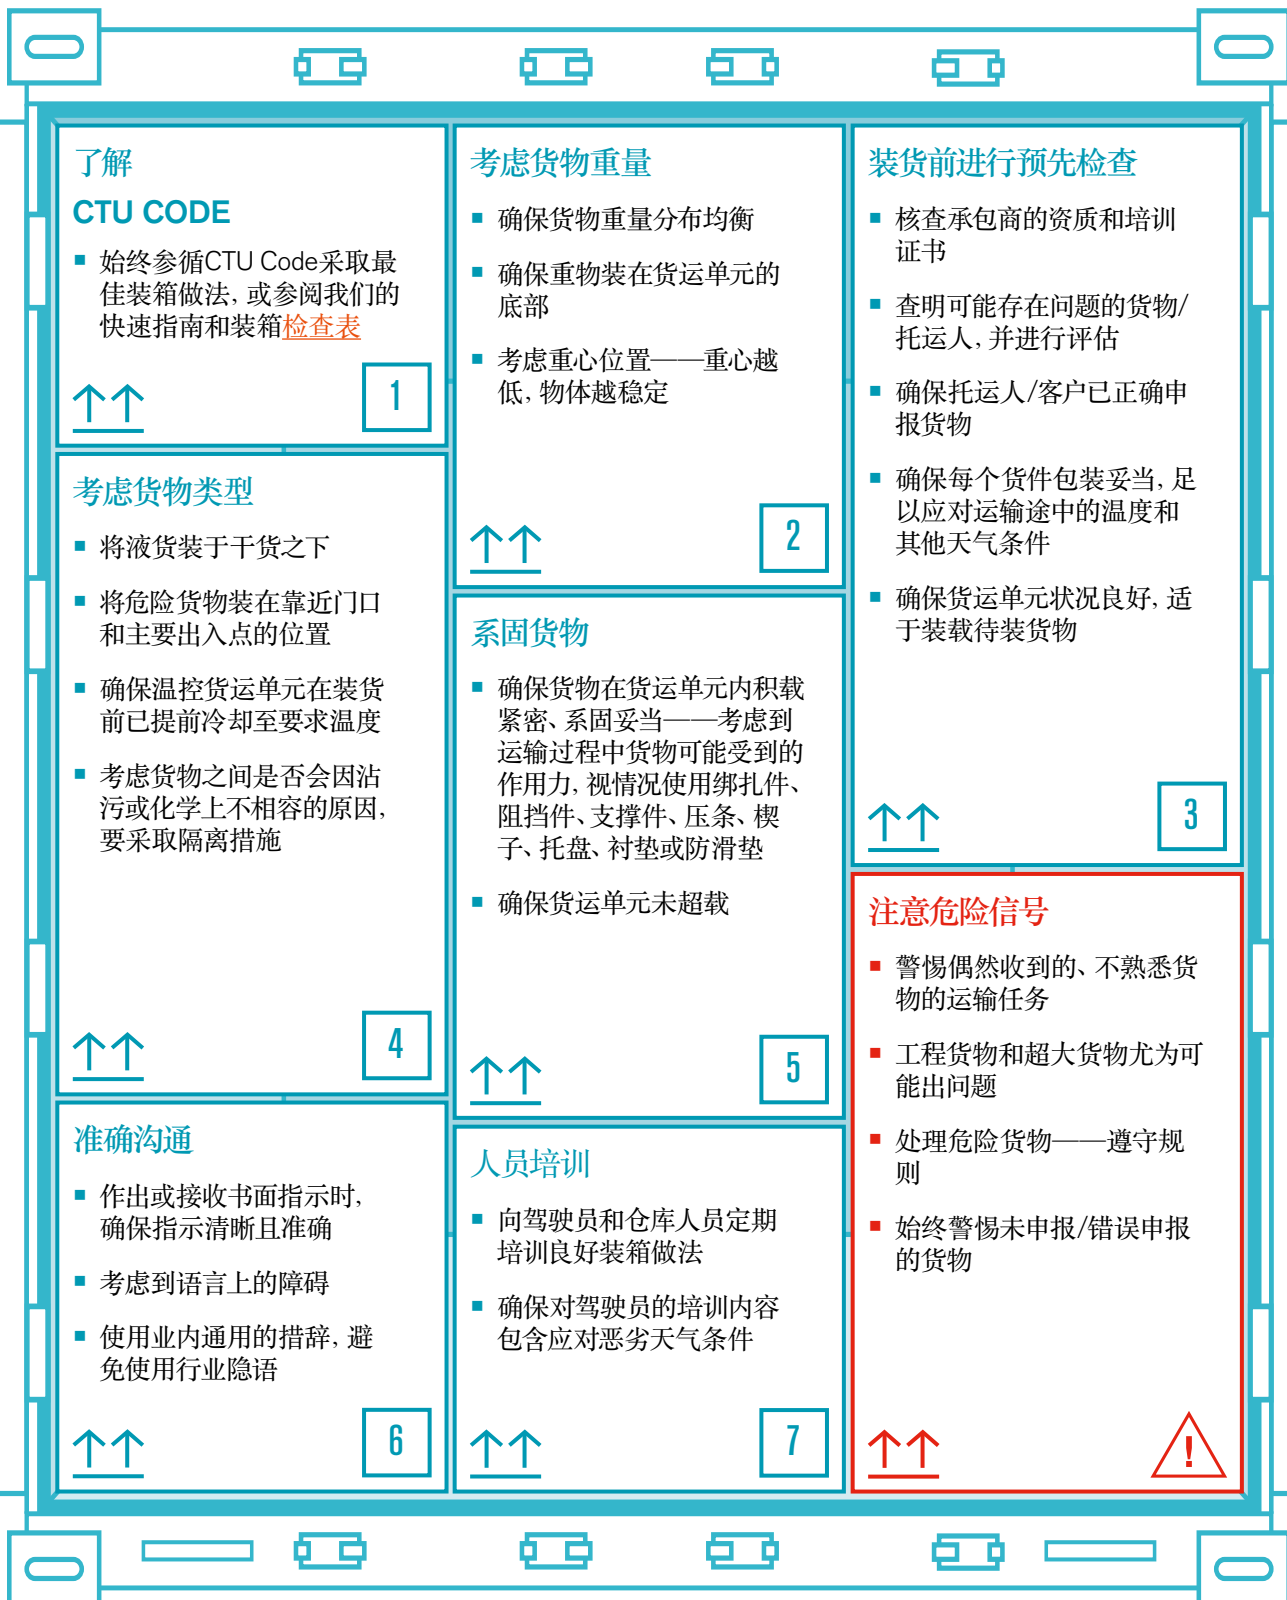 了解
CTU CODE
■ 始终参循CTU Code采取最
佳装箱做法, 或参阅我们的
快速指南和装箱检查表
1
考虑货物重量
■ 确保货物重量分布均衡
■ 确保重物装在货运单元的
底部
■ 考虑重心位置——重心越
低, 物体越稳定
2
装货前进行预先检查
■ 核查承包商的资质和培训
证书
■ 查明可能存在问题的货物/
托运人, 并进行评估
■ 确保托运人/客户已正确申
报货物
■ 确保每个货件包装妥当, 足
以应对运输途中的温度和
其他天气条件
■ 确保货运单元状况良好, 适
于装载待装货物
3
考虑货物类型
■ 将液货装于干货之下
■ 将危险货物装在靠近门口
和主要出入点的位置
■ 确保温控货运单元在装货
前已提前冷却至要求温度
■ 考虑货物之间是否会因沾
污或化学上不相容的原因,
要采取隔离措施
4
系固货物
■ 确保货物在货运单元内积载
紧密、系固妥当——考虑到
运输过程中货物可能受到的
作用力, 视情况使用绑扎件、
阻挡件、支撑件、压条、楔
子、托盘、衬垫或防滑垫
■ 确保货运单元未超载
5
准确沟通
■ 作出或接收书面指示时,
确保指示清晰且准确
■ 考虑到语言上的障碍
■ 使用业内通用的措辞, 避
免使用行业隐语
6
人员培训
■ 向驾驶员和仓库人员定期
培训良好装箱做法
■ 确保对驾驶员的培训内容
包含应对恶劣天气条件
7
注意危险信号
■ 警惕偶然收到的、不熟悉货
物的运输任务
■ 工程货物和超大货物尤为可
能出问题
■ 处理危险货物——遵守规
则
■ 始终警惕未申报/错误申报
的货物
!